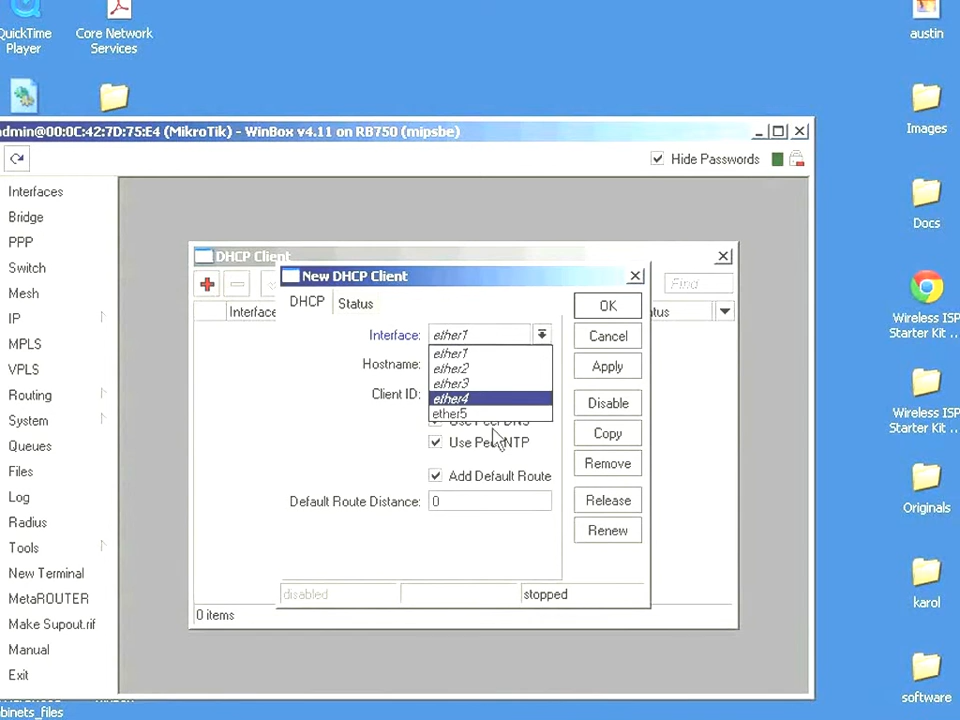 QuickTime
Player
Core Network
Services
austin
admin@00:0C:42:7D:75:E4 (MikroTik) - WinBox v4.11 on RB750 (mipsbe)
Hide Passwords
Images
Interfaces
Bridge
PPP
Switch
Mesh
IP
MPLS
VPLS
Routing
System
Queues
Files
Log
Radius
Tools
New Terminal
MetaROUTER
Make Supout.rif
Manual
Exit
DHCP Client
Find
Interface
New DHCP Client
DHCP
Status
Interface:
ether1
ether1
ether2
ether3
ether4
ether5
Hostname:
Client ID:
Use Peer DNS
Use Peer NTP
Add Default Route
Default Route Distance:
0
OK
Cancel
Apply
Disable
Copy
Remove
Release
Renew
disabled
stopped
0 items
Docs
Wireless ISP
Starter Kit ...
Wireless ISP
Starter Kit ...
Originals
karol
software